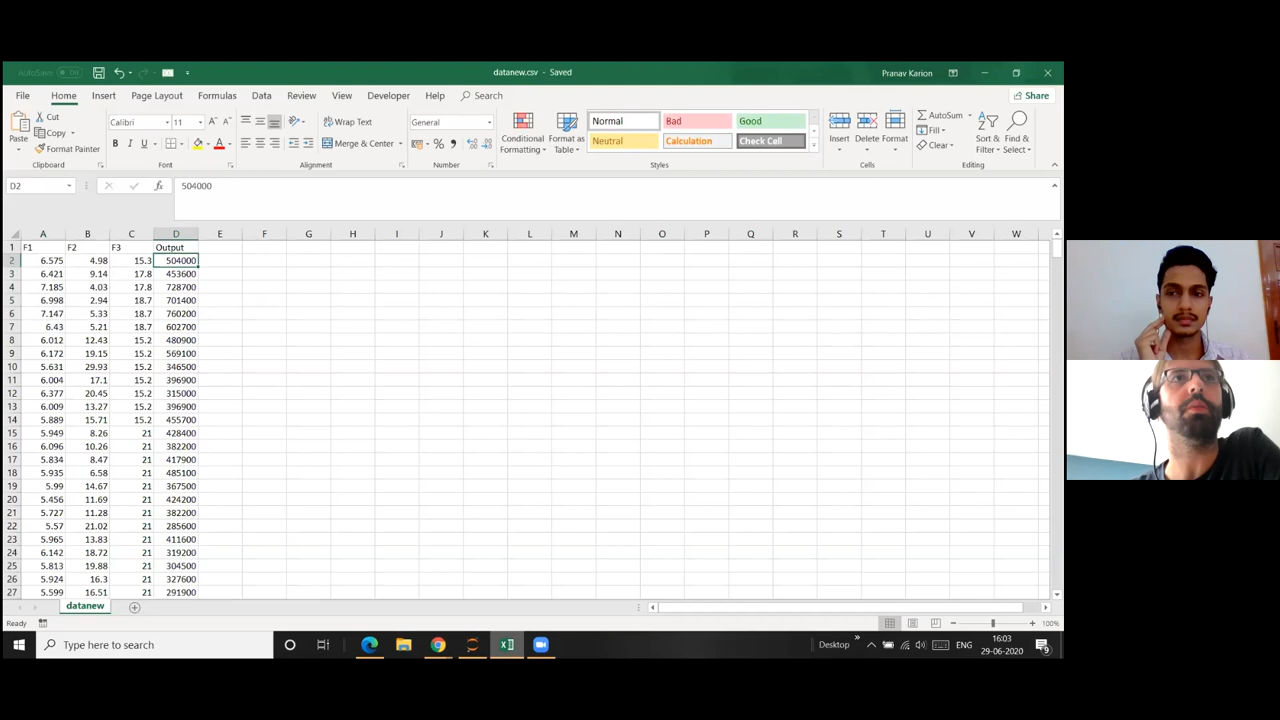 AutoSave Off datanew.csv - Saved Pranav Karion
File Home Insert Page Layout Formulas Data Review View Developer Help Search Share
Paste Cut Calibri 11 Wrap Text General Conditional Formatting Format as Table Normal Bad Good Insert Delete Format AutoSum Sort & Filter Find & Select
Copy Fill
Format Painter B I U A Merge & Center % Neutral Calculation Check Cell Clear
Clipboard Font Alignment Number Styles Cells Editing
D2 fx 504000
A B C D E F G H I J K L M N O P Q R S T U V W
1 F1 F2 F3 Output
2 6.575 4.98 15.3 504000
3 6.421 9.14 17.8 453600
4 7.185 4.03 17.8 728700
5 6.998 2.94 18.7 701400
6 7.147 5.33 18.7 760200
7 6.43 5.21 18.7 602700
8 6.012 12.43 15.2 480900
9 6.172 19.15 15.2 569100
10 5.631 29.93 15.2 346500
11 6.004 17.1 15.2 396900
12 6.377 20.45 15.2 315000
13 6.009 13.27 15.2 396900
14 5.889 15.71 15.2 455700
15 5.949 8.26 21 428400
16 6.096 10.26 21 382200
17 5.834 8.47 21 417900
18 5.935 6.58 21 485100
19 5.99 14.67 21 367500
20 5.456 11.69 21 424200
21 5.727 11.28 21 382200
22 5.57 21.02 21 285600
23 5.965 13.83 21 411600
24 6.142 18.72 21 319200
25 5.813 19.88 21 304500
26 5.924 16.3 21 327600
27 5.599 16.51 21 291900
datanew
Ready 100%
Type here to search Desktop ENG 16:03
29-06-2020 9